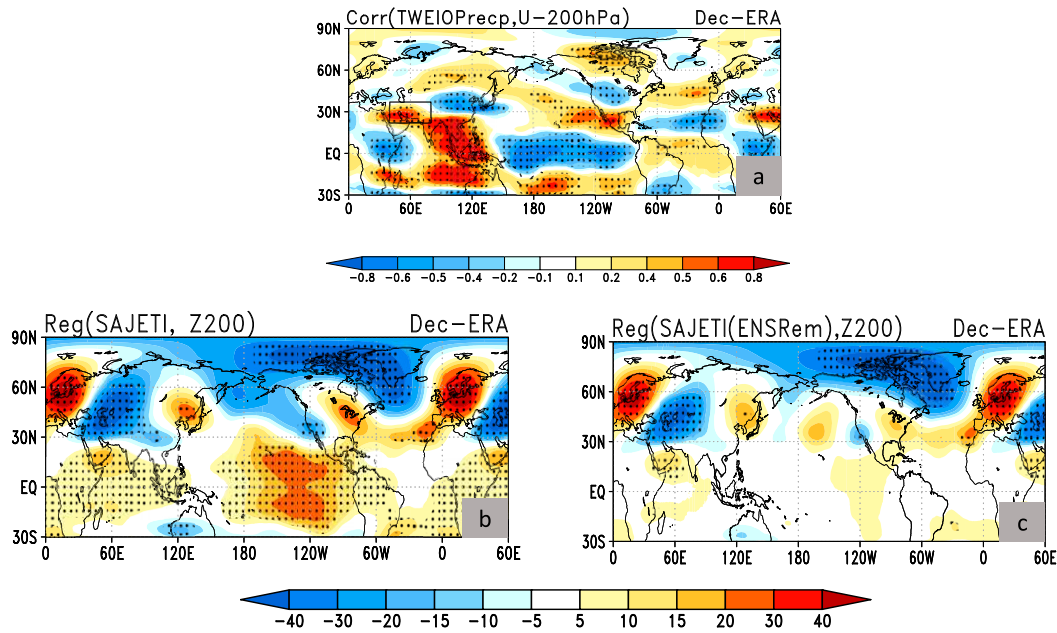 Corr(TWEIOPrecp,U-200hPa) Dec-ERA
90N
60N
30N
EQ
30S
0 60E 120E 180 120W 60W 0 60E
a
-0.8 -0.6 -0.5 -0.4 -0.2 -0.1 0.1 0.2 0.4 0.5 0.6 0.8
Reg(SAJETI, Z200) Dec-ERA
90N
60N
30N
EQ
30S
0 60E 120E 180 120W 60W 0 60E
b
Reg(SAJETI(ENSRem),Z200) Dec-ERA
90N
60N
30N
EQ
30S
0 60E 120E 180 120W 60W 0 60E
c
-40 -30 -20 -15 -10 -5 5 10 15 20 30 40